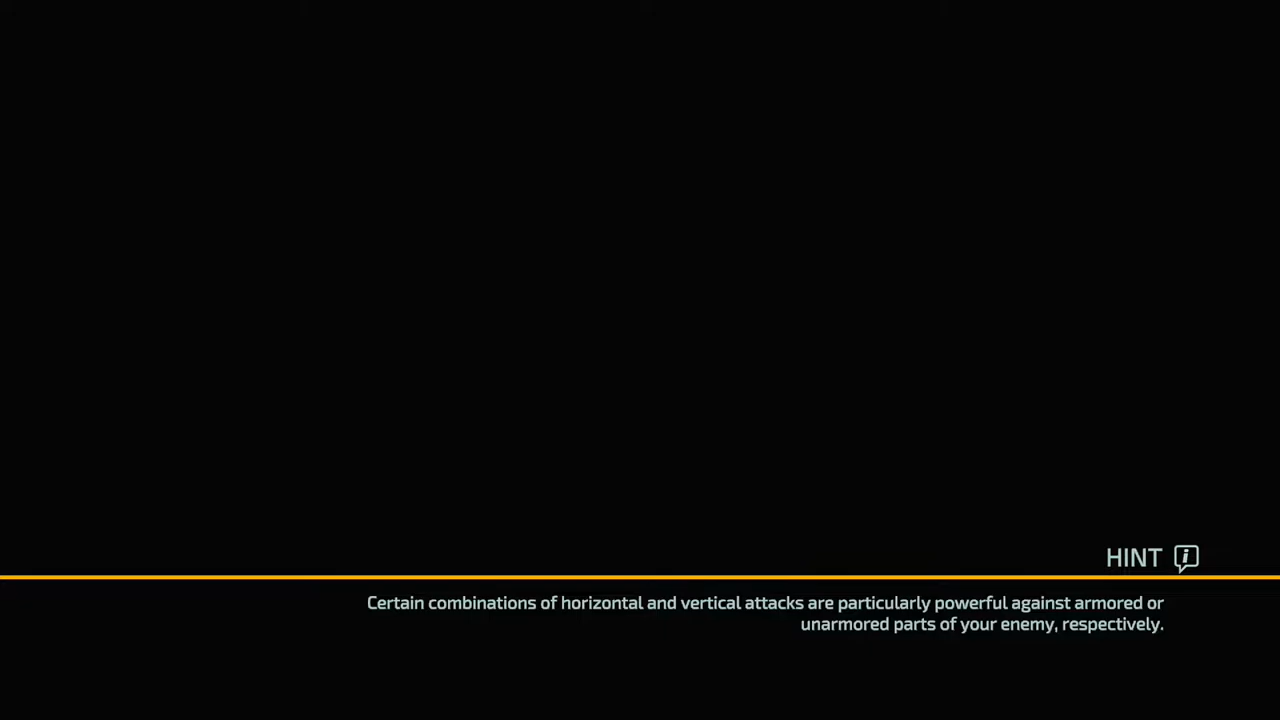 HINT
Certain combinations of horizontal and vertical attacks are particularly powerful against armored or
unarmored parts of your enemy, respectively.